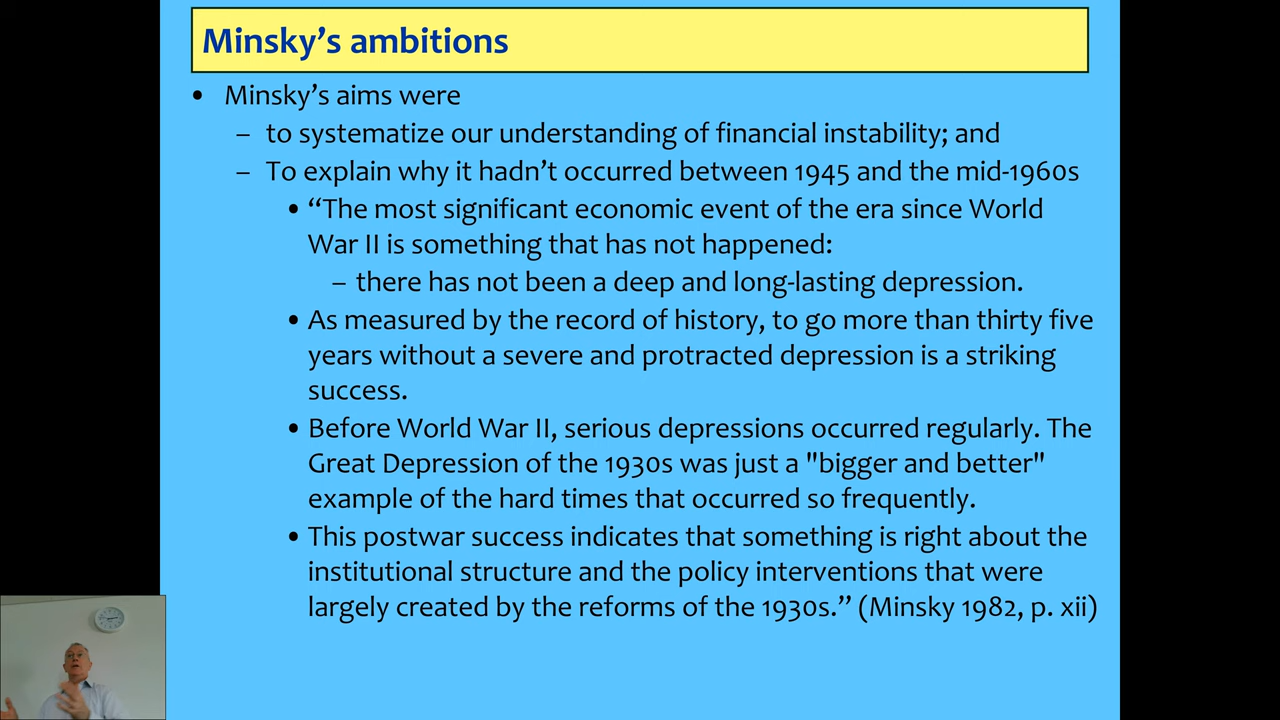 Minsky’s ambitions
• Minsky’s aims were
– to systematize our understanding of financial instability; and
– To explain why it hadn’t occurred between 1945 and the mid-1960s
• “The most significant economic event of the era since World
War II is something that has not happened:
– there has not been a deep and long-lasting depression.
• As measured by the record of history, to go more than thirty five
years without a severe and protracted depression is a striking
success.
• Before World War II, serious depressions occurred regularly. The
Great Depression of the 1930s was just a "bigger and better"
example of the hard times that occurred so frequently.
• This postwar success indicates that something is right about the
institutional structure and the policy interventions that were
largely created by the reforms of the 1930s.” (Minsky 1982, p. xii)